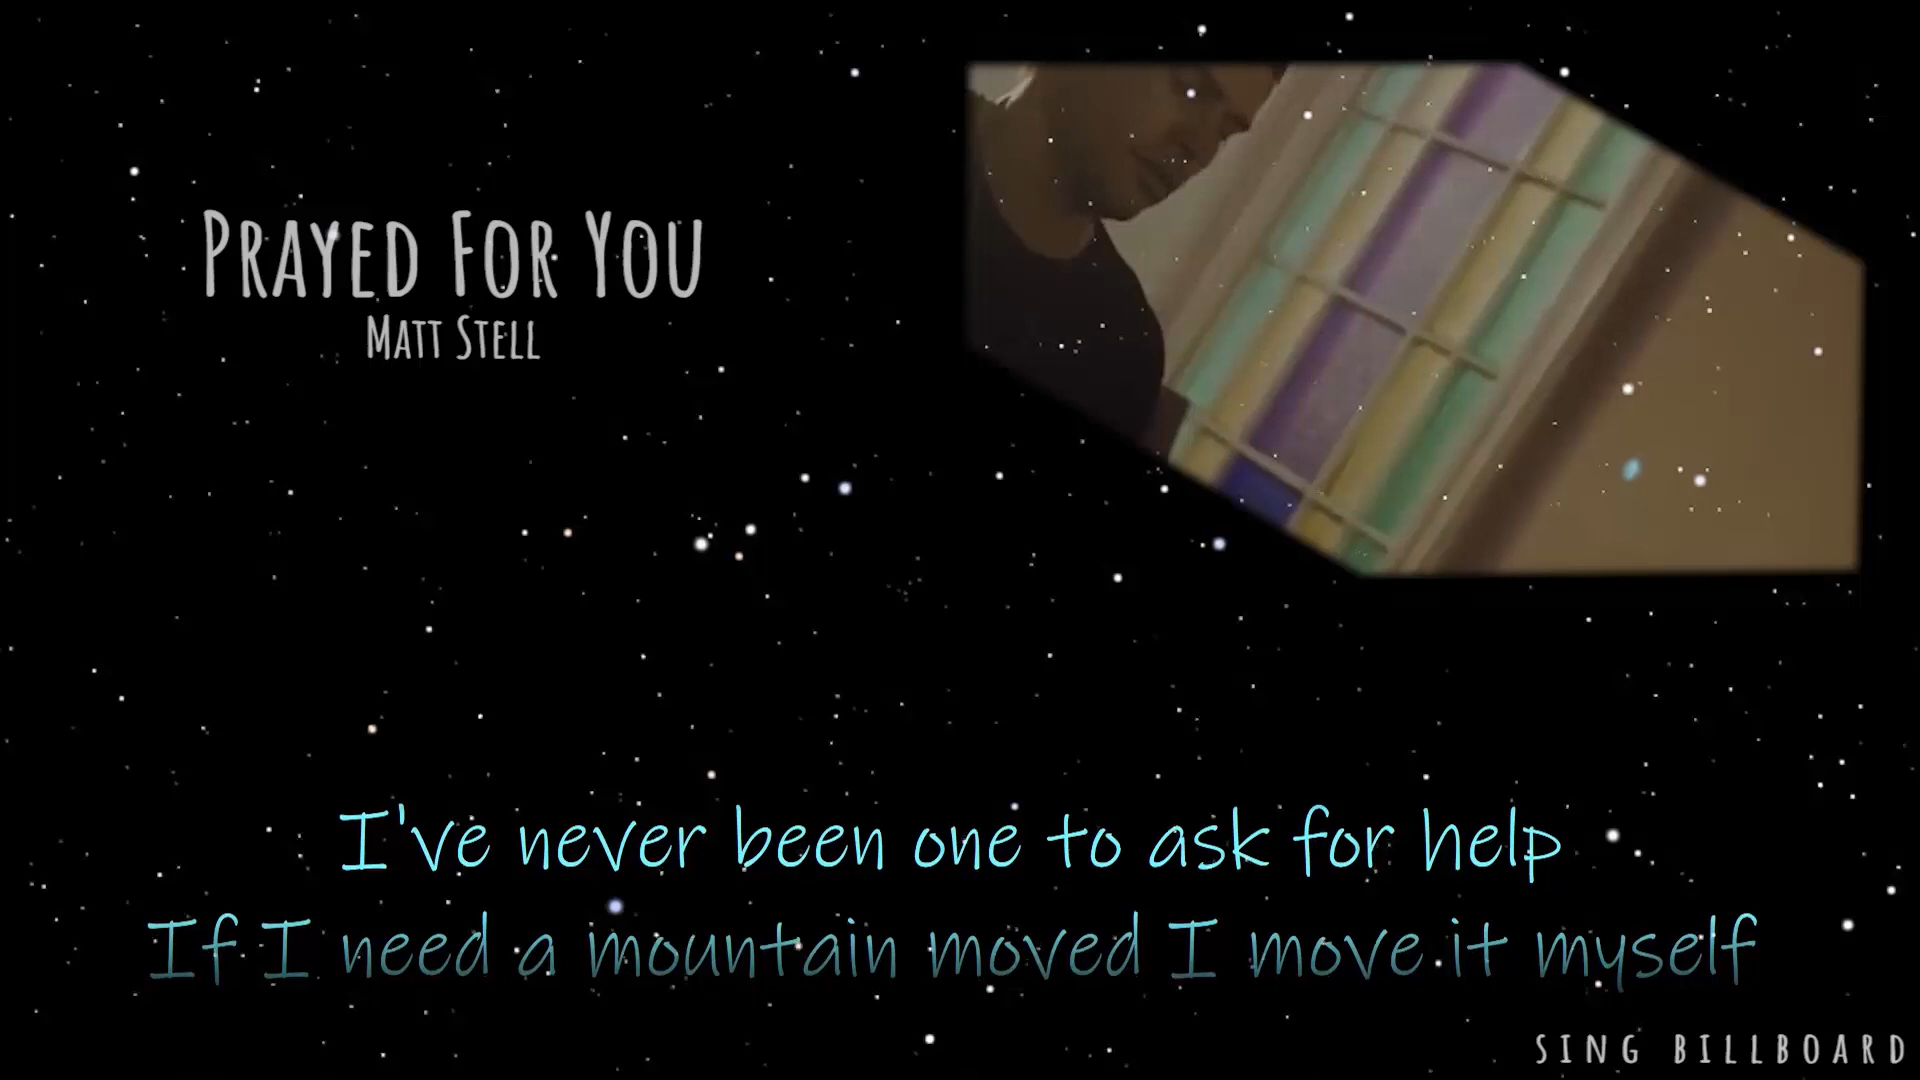 PRAYED FOR YOU
MATT STELL
I've never been one to ask for help
If I need a mountain moved I move it myself
SING BILLBOARD